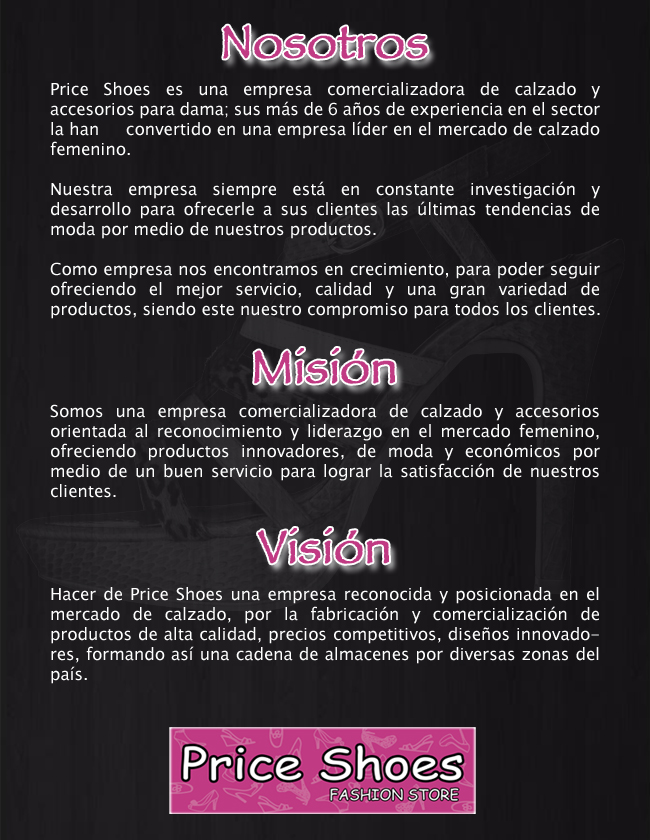 Nosotros
Price Shoes es una empresa comercializadora de calzado y
accesorios para dama; sus más de 6 años de experiencia en el sector
la han convertido en una empresa líder en el mercado de calzado
femenino.
Nuestra empresa siempre está en constante investigación y
desarrollo para ofrecerle a sus clientes las últimas tendencias de
moda por medio de nuestros productos.
Como empresa nos encontramos en crecimiento, para poder seguir
ofreciendo el mejor servicio, calidad y una gran variedad de
productos, siendo este nuestro compromiso para todos los clientes.
Misión
Somos una empresa comercializadora de calzado y accesorios
orientada al reconocimiento y liderazgo en el mercado femenino,
ofreciendo productos innovadores, de moda y económicos por
medio de un buen servicio para lograr la satisfacción de nuestros
clientes.
Visión
Hacer de Price Shoes una empresa reconocida y posicionada en el
mercado de calzado, por la fabricación y comercialización de
productos de alta calidad, precios competitivos, diseños innovado-
res, formando así una cadena de almacenes por diversas zonas del
país.
Price Shoes
FASHION STORE